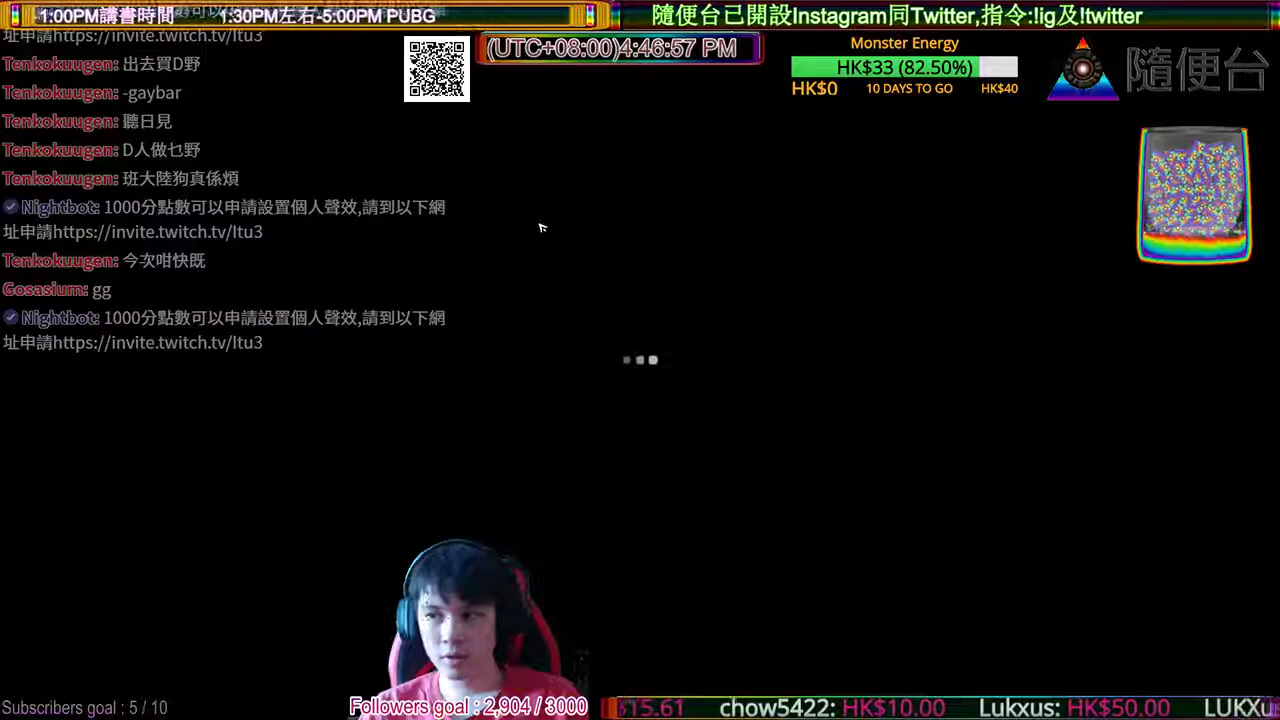 1:00PM講書時間 1:30PM左右-5:00PM PUBG
隨便台已開設Instagram同Twitter,指令:!ig及!twitter
址申請https://invite.twitch.tv/Itu3
(UTC+08:00)4:46:57 PM
Monster Energy
HK$33 (82.50%)
HK$0 10 DAYS TO GO HK$40
隨便台
Tenkokuugen: 出去買D野
Tenkokuugen: -gaybar
Tenkokuugen: 聽日見
Tenkokuugen: D人做乜野
Tenkokuugen: 班大陸狗真係煩
Nightbot: 1000分點數可以申請設置個人聲效,請到以下網
址申請https://invite.twitch.tv/Itu3
Tenkokuugen: 今次咁快既
Gosasium: gg
Nightbot: 1000分點數可以申請設置個人聲效,請到以下網
址申請https://invite.twitch.tv/Itu3
Subscribers goal : 5 / 10
Followers goal : 2,904 / 3000
15.61 chow5422: HK$10.00 Lukxus: HK$50.00 LUKXu